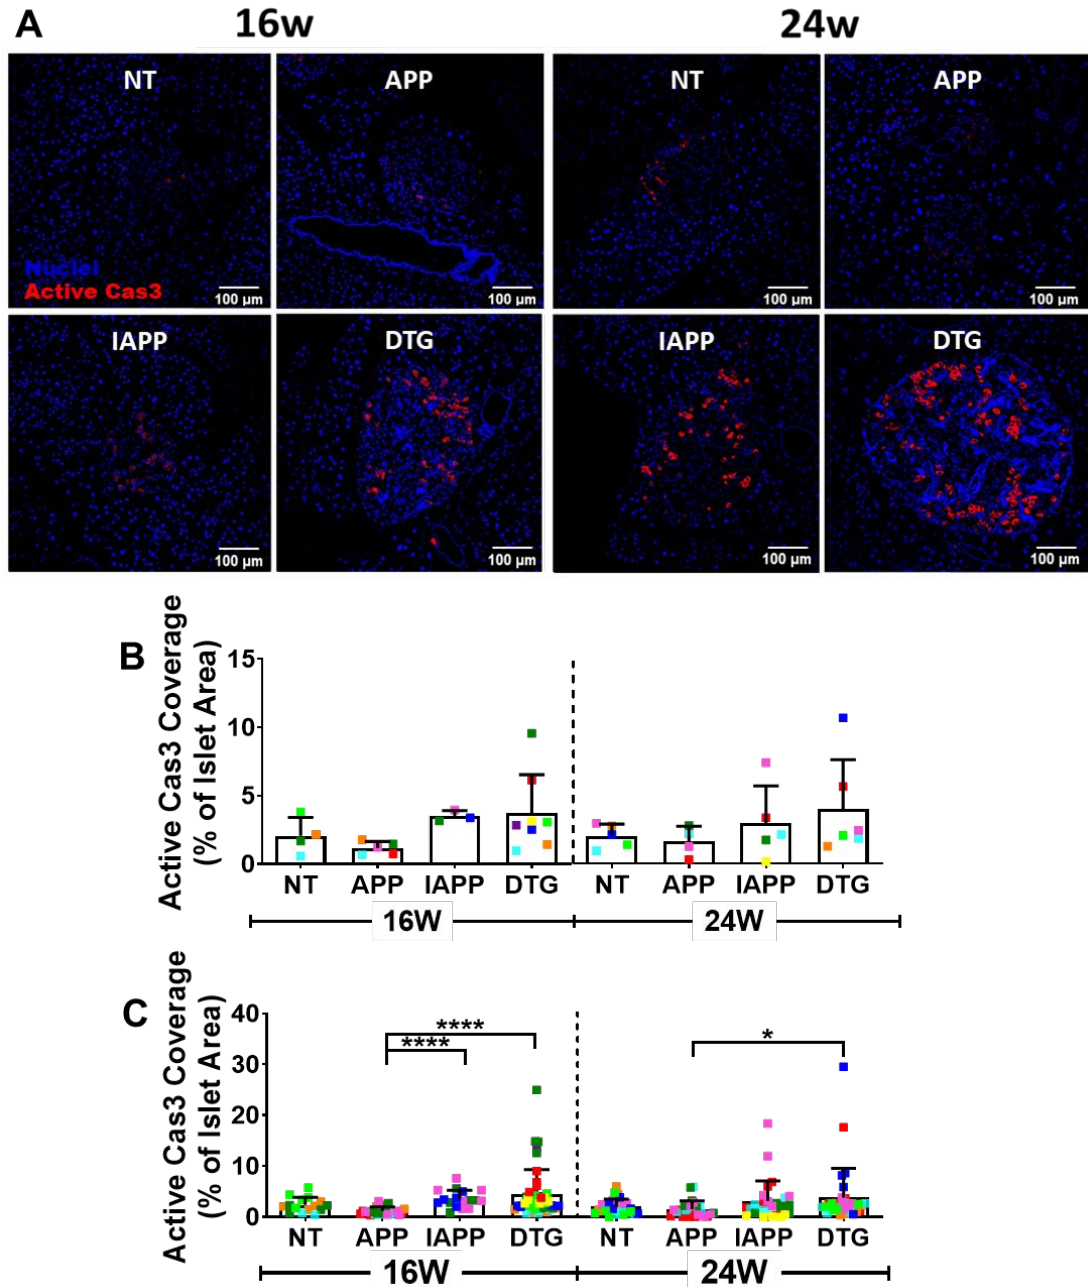 A
16w
24w
NT
APP
NT
APP
Nuclei
Active Cas3
100 µm
100 µm
100 µm
100 µm
IAPP
DTG
IAPP
DTG
100 µm
100 µm
100 µm
100 µm
B
Active Cas3 Coverage
(% of Islet Area)
15
10
5
0
NT APP IAPP DTG NT APP IAPP DTG
16W 24W
C
Active Cas3 Coverage
(% of Islet Area)
40
30
20
10
0
****
****
*
NT APP IAPP DTG NT APP IAPP DTG
16W 24W